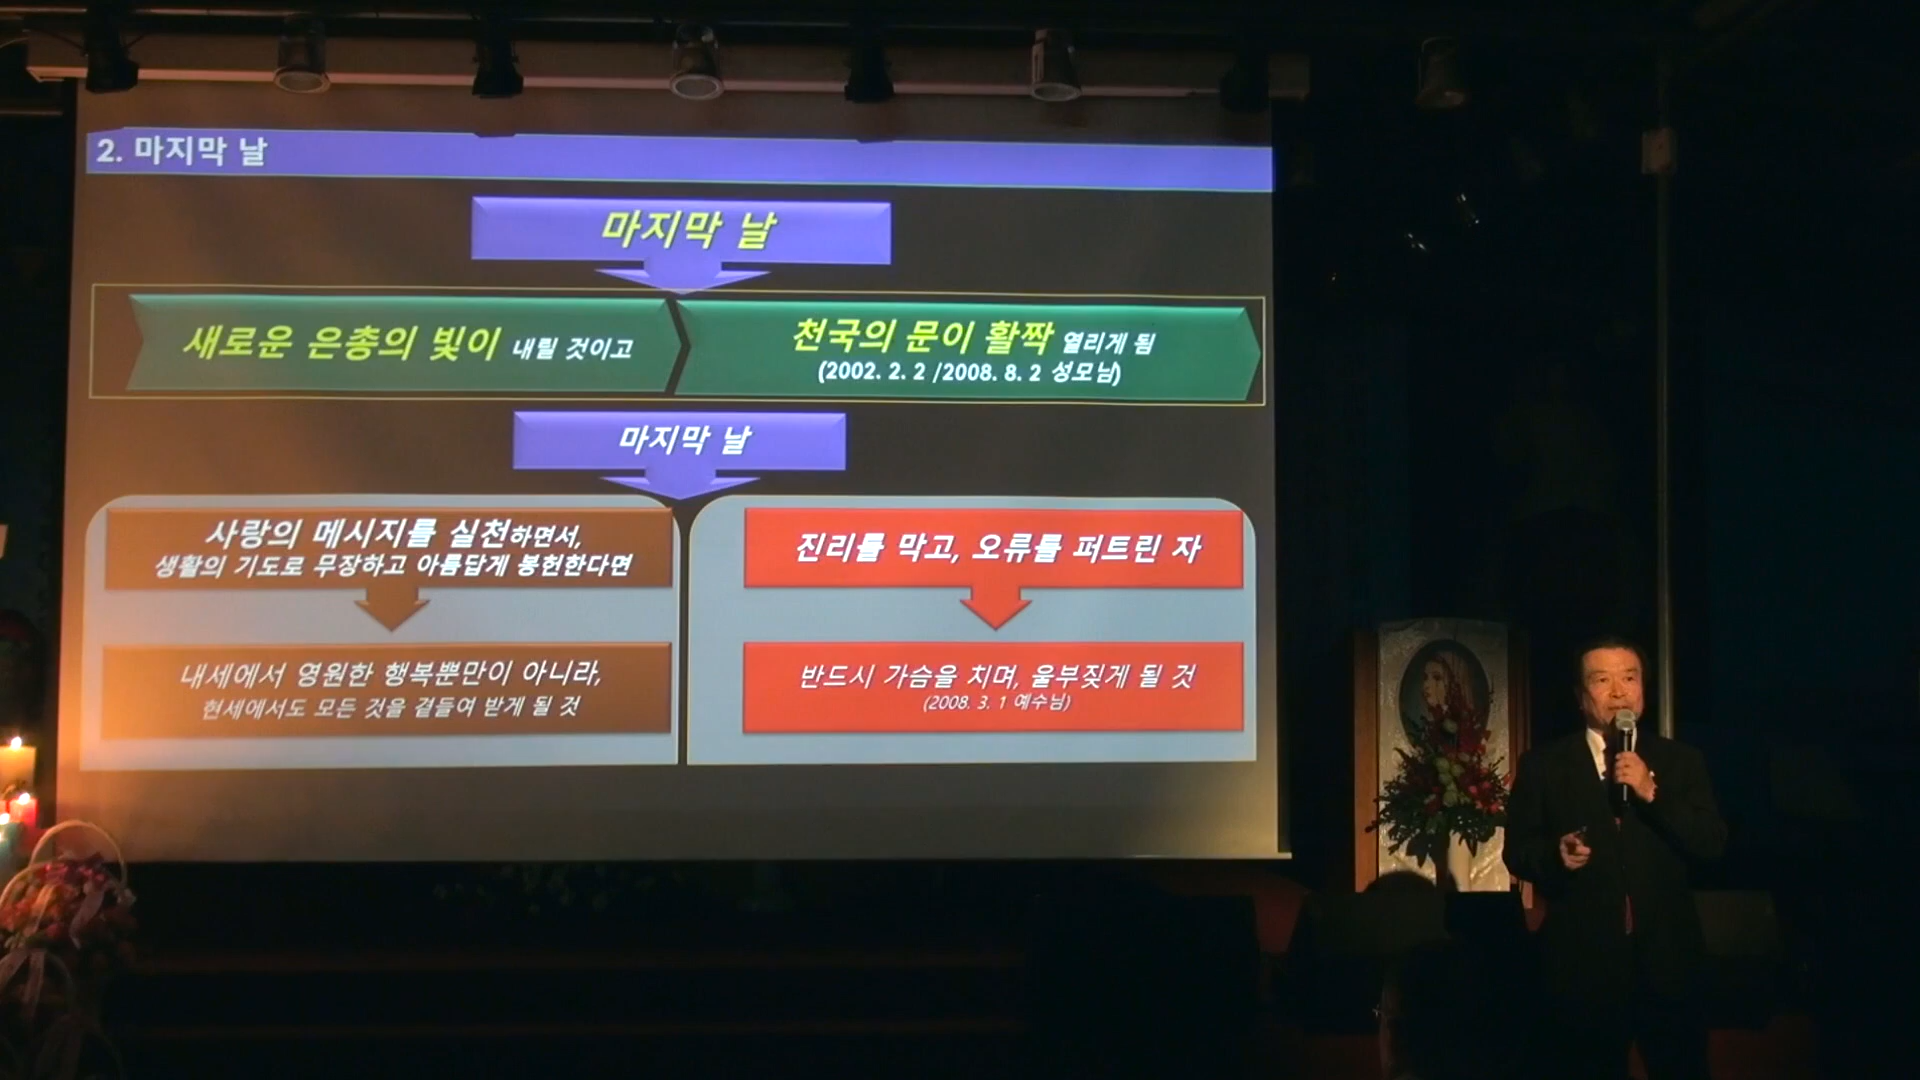 2. 마지막 날
마지막 날
새로운 은총의 빛이 내릴 것이고
천국의 문이 활짝 열리게 됨
(2002. 2. 2 /2008. 8. 2 성모님)
마지막 날
사랑의 메시지를 실천하면서,
생활의 기도로 무장하고 아름답게 봉헌한다면
내세에서 영원한 행복뿐만이 아니라,
현세에서도 모든 것을 곁들여 받게 될 것
진리를 막고, 오류를 퍼트린 자
반드시 가슴을 치며, 울부짖게 될 것
(2008. 3. 1 예수님)